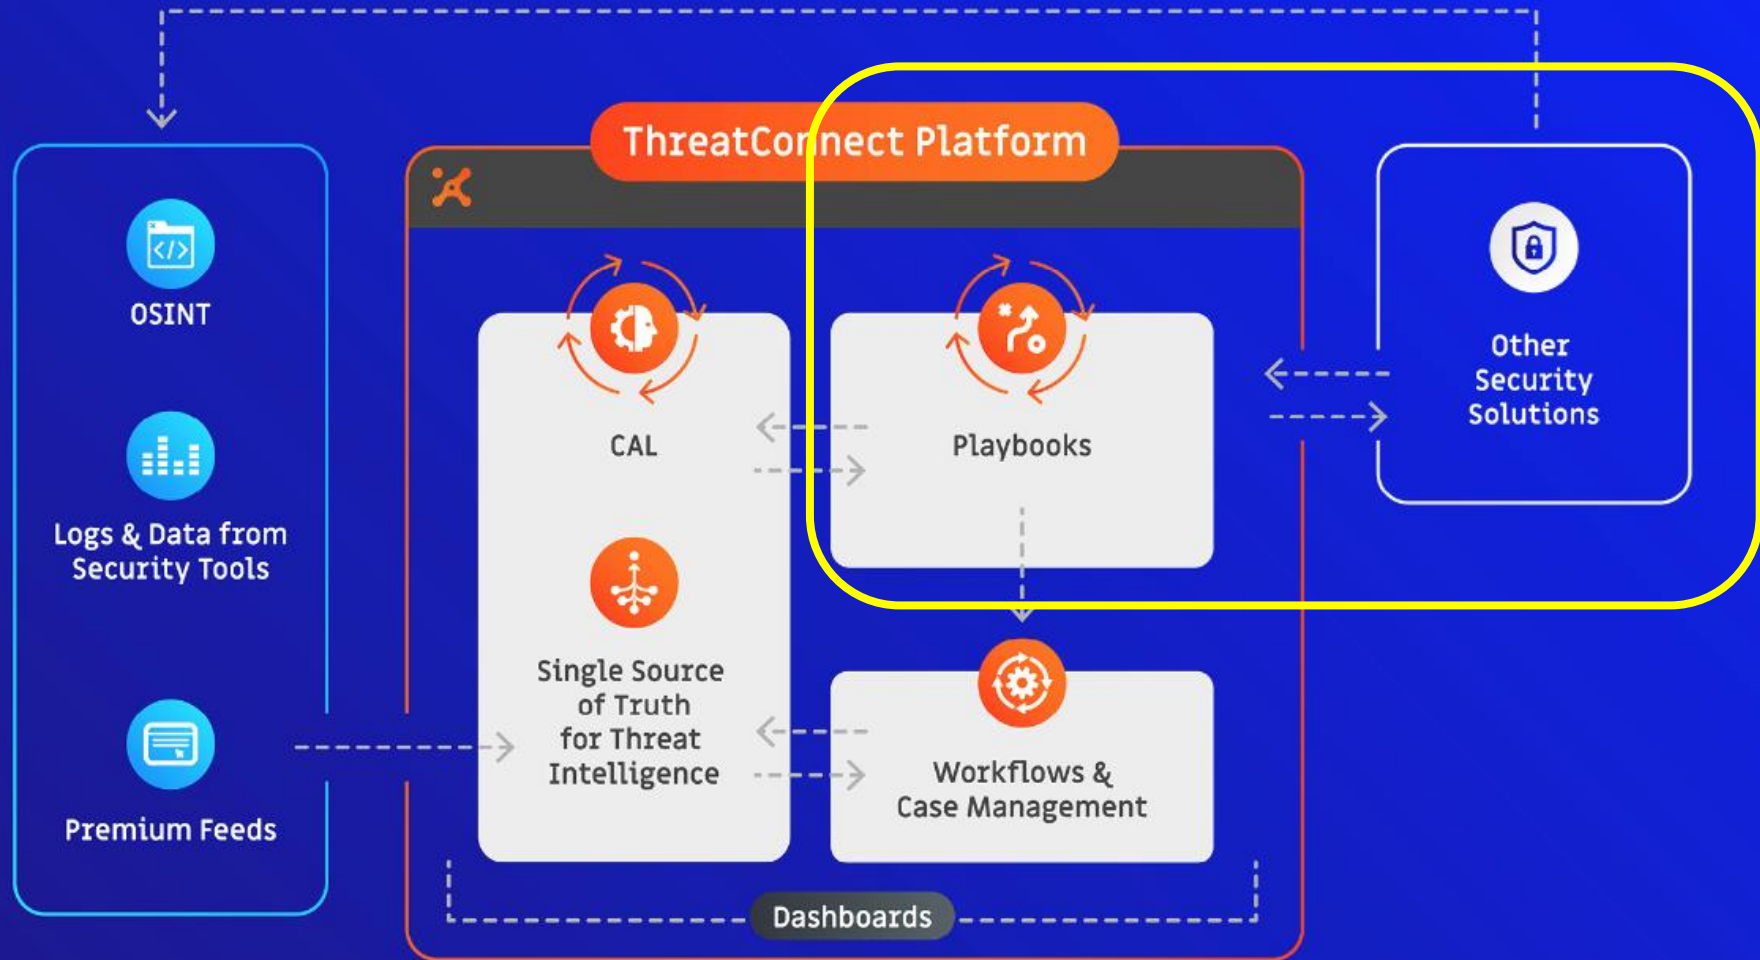 ThreatConnect Platform
OSINT
Logs & Data from
Security Tools
Premium Feeds
CAL
Single Source
of Truth
for Threat
Intelligence
Playbooks
Workflows &
Case Management
Dashboards
Other
Security
Solutions